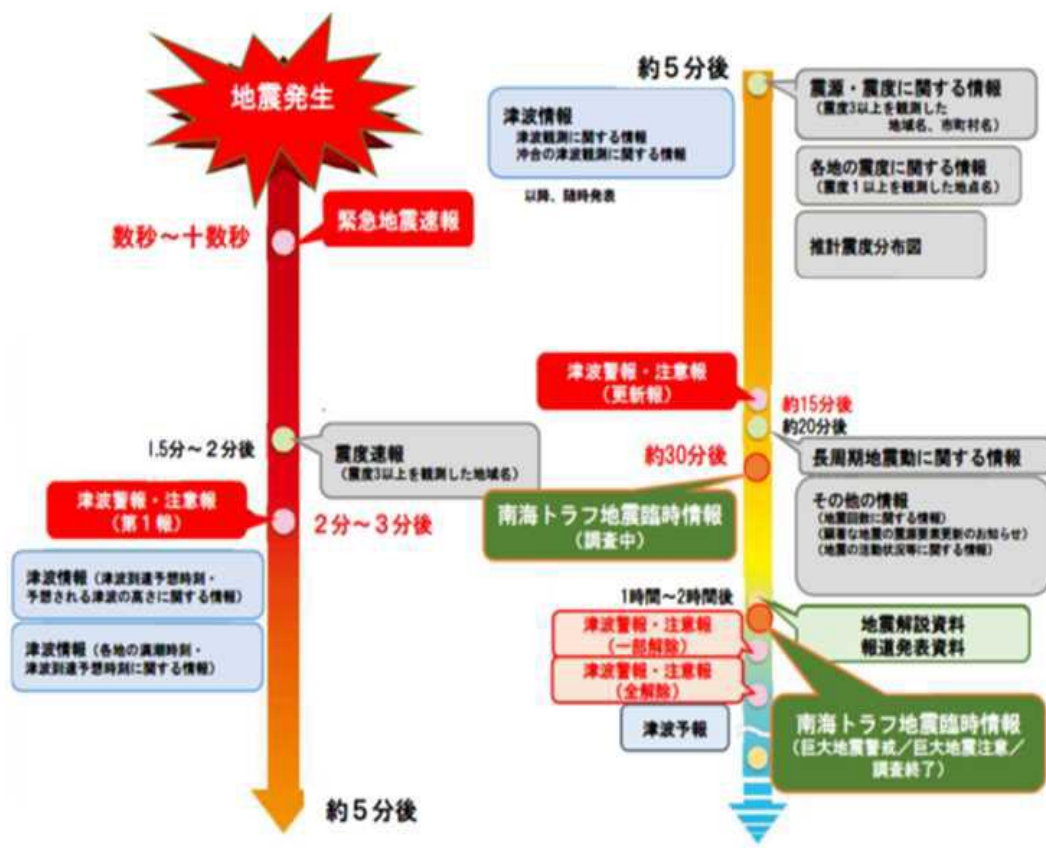 地震発生
数秒～十数秒
緊急地震速報
1.5分～2分後
震度速報
（震度3以上を観測した地域名）
津波警報・注意報
（第1報）
2分～3分後
津波情報（津波到達予想時刻・
予想される津波の高さに関する情報）
津波情報（各地の満潮時刻・
津波到達予想時刻に関する情報）
約5分後
約5分後
震源・震度に関する情報
（震度3以上を観測した
地域名、市町村名）
津波情報
津波観測に関する情報
沖合の津波観測に関する情報
以降、随時発表
各地の震度に関する情報
（震度1以上を観測した地点名）
推計震度分布図
津波警報・注意報
（更新報）
約15分後
約20分後
長周期地震動に関する情報
約30分後
南海トラフ地震臨時情報
（調査中）
その他の情報
（地震回数に関する情報）
（顕著な地震の震源要素更新のお知らせ）
（地震の活動状況等に関する情報）
1時間～2時間後
地震解説資料
報道発表資料
津波警報・注意報
（一部解除）
津波警報・注意報
（全解除）
津波予報
南海トラフ地震臨時情報
（巨大地震警戒／巨大地震注意／
調査終了）